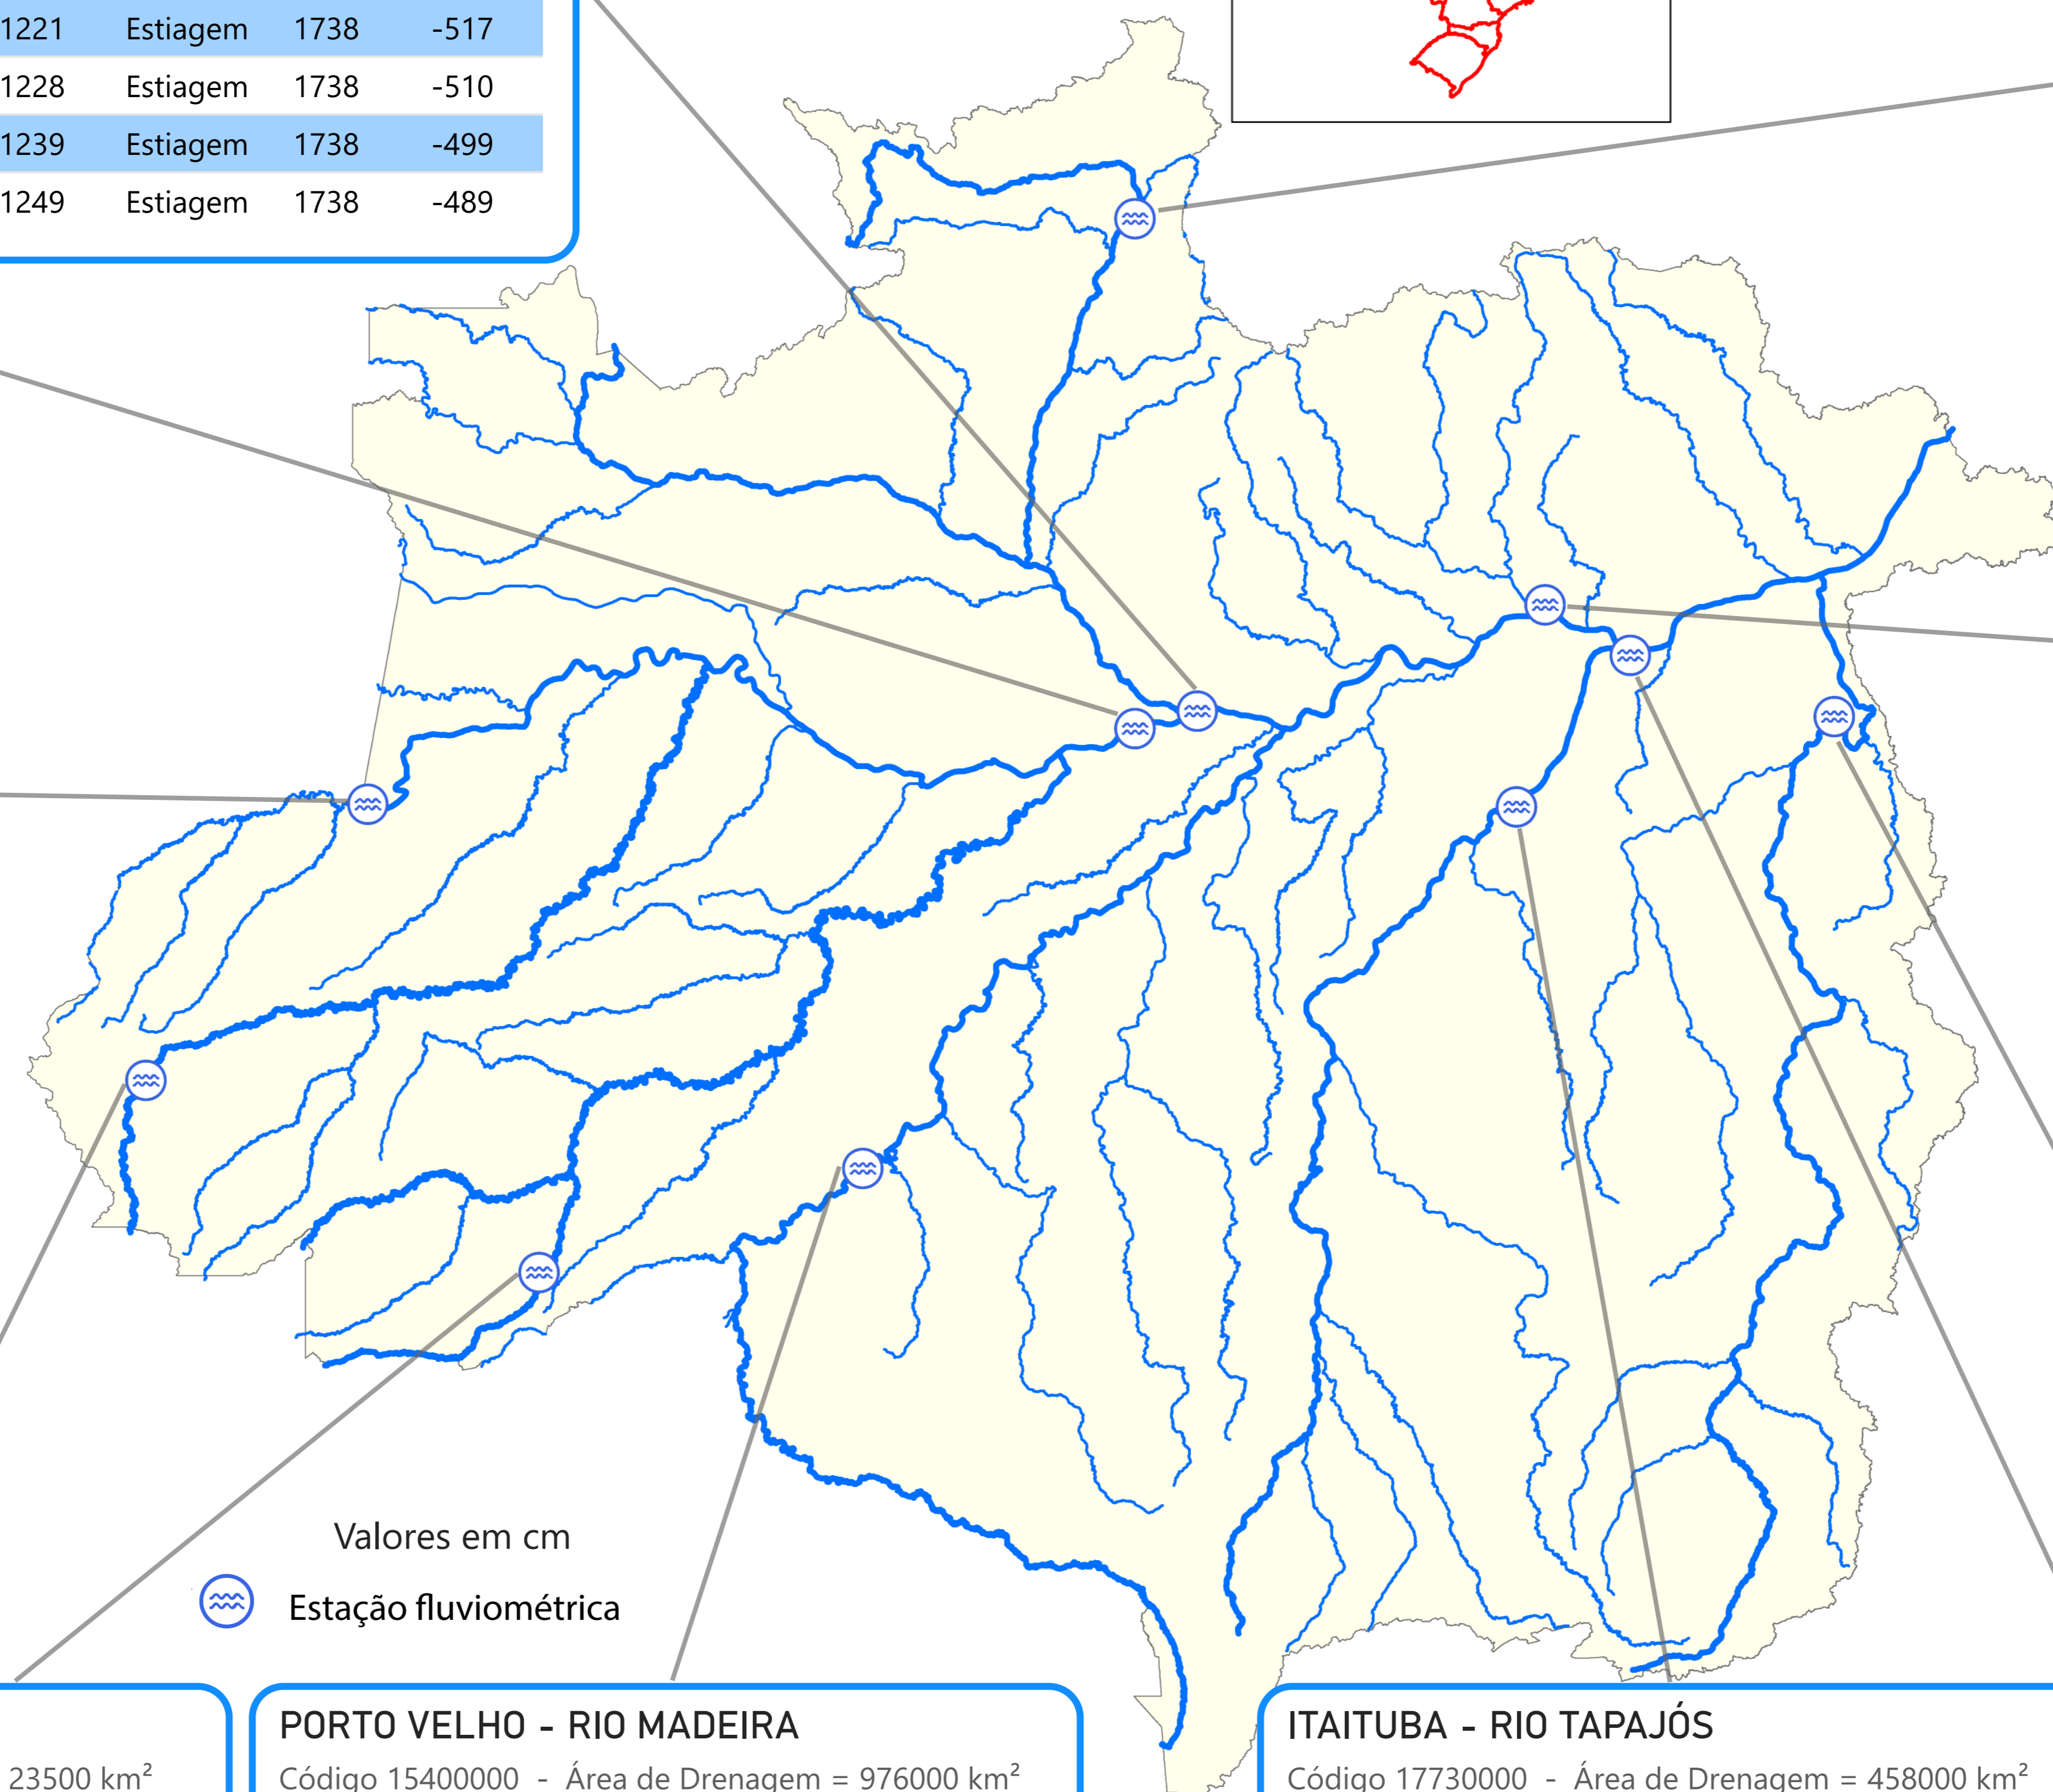 1221 Estiagem 1738 -517
1228 Estiagem 1738 -510
1239 Estiagem 1738 -499
1249 Estiagem 1738 -489
Valores em cm
Estação fluviométrica
23500 km²
PORTO VELHO - RIO MADEIRA
Código 15400000 - Área de Drenagem = 976000 km²
ITAITUBA - RIO TAPAJÓS
Código 17730000 - Área de Drenagem = 458000 km²